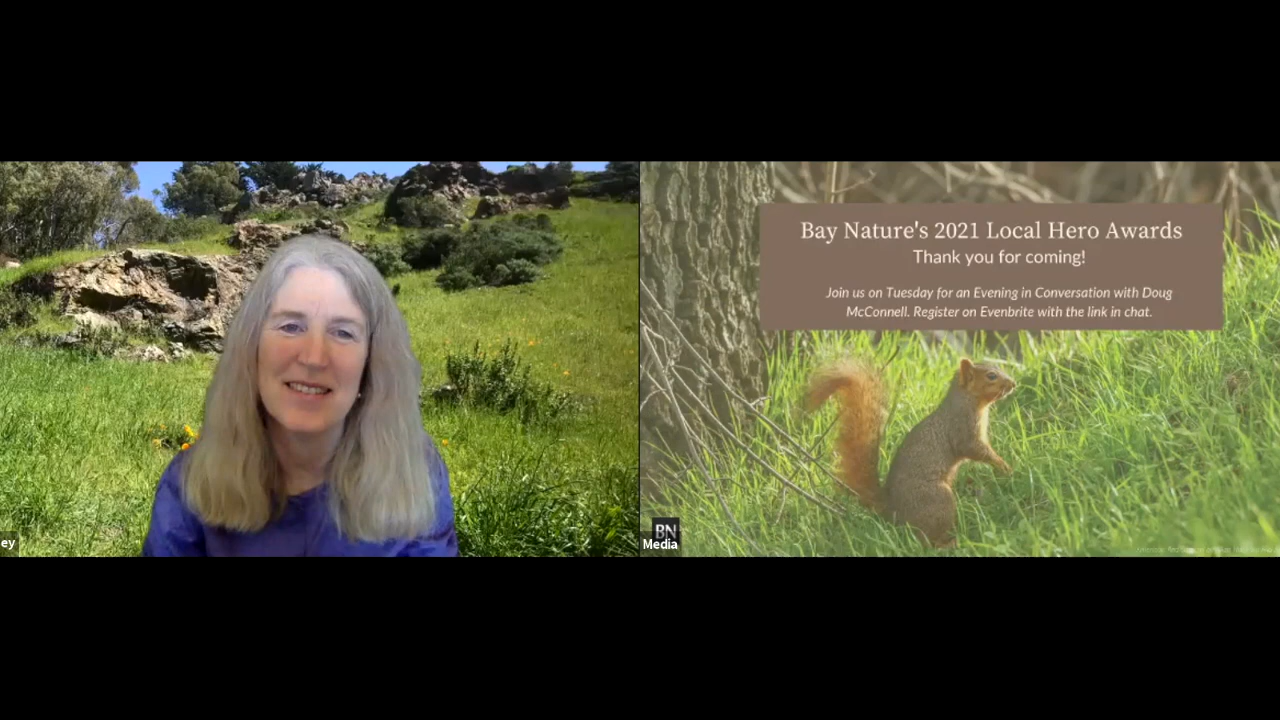 Bay Nature's 2021 Local Hero Awards
Thank you for coming!
Join us on Tuesday for an Evening in Conversation with Doug
McConnell. Register on Evenbrite with the link in chat.
ey
BN
Media